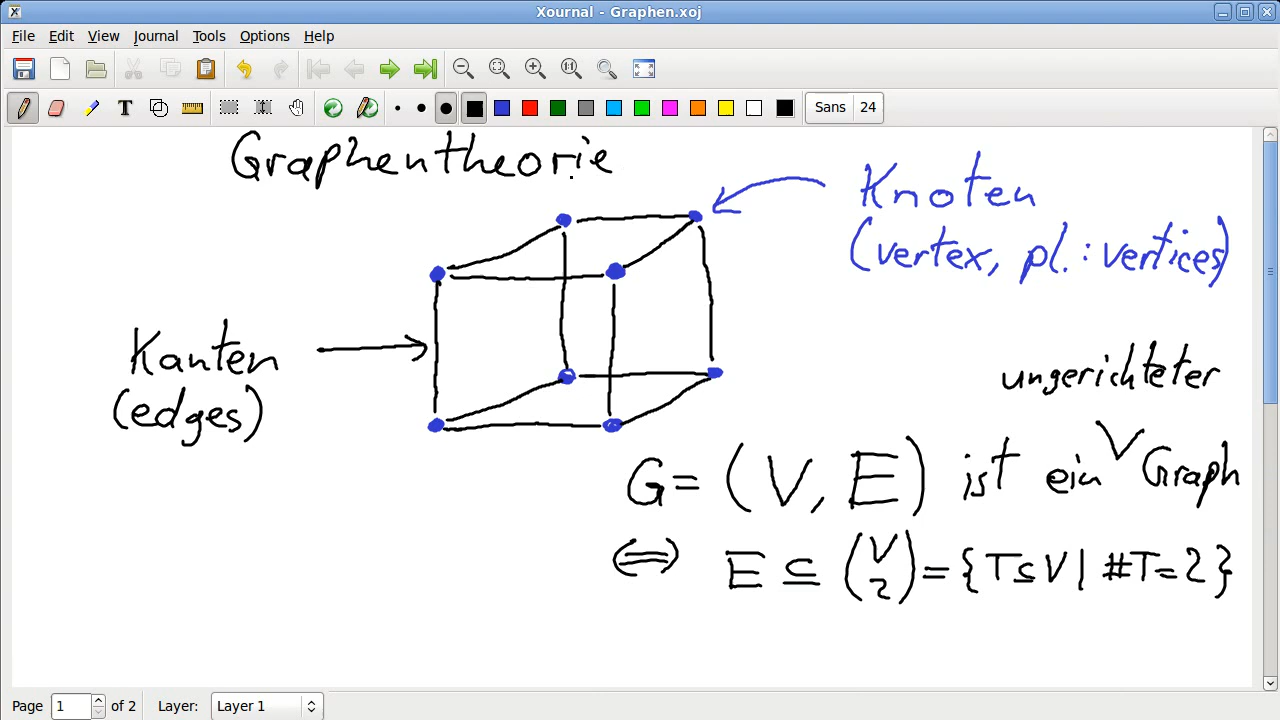 Xournal - Graphen.xoj
File Edit View Journal Tools Options Help
Sans 24
Graphentheorie
Knoten
(vertex, pl.: vertices)
Kanten
(edges)
ungerichteter
G = (V, E) ist ein Graph
⟺ E ⊆ (V 2) = {T ⊆ V | #T = 2}
Page 1 of 2 Layer: Layer 1